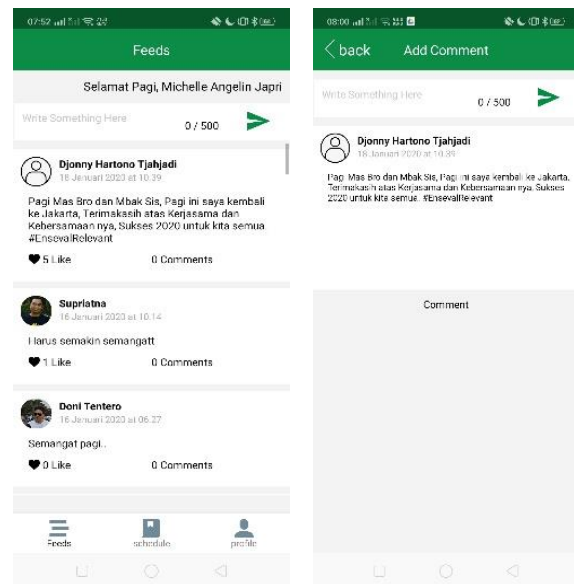 07:52
Feeds
Selamat Pagi, Michelle Angelin Japri
Write Something Here
0 / 500
Djonny Hartono Tjahjadi
18 Januari 2020 at 10.39
Pagi Mas Bro dan Mbak Sis, Pagi ini saya kembali
ke Jakarta, Terimakasih atas Kerjasama dan
Kebersamaan nya, Sukses 2020 untuk kita semua
#EnsevalRelevant
5 Like
0 Comments
Supriatna
16 Januari 2020 at 10.14
Harus semakin semangatt
1 Like
0 Comments
Doni Tentero
16 Januari 2020 at 06.27
Semangat pagi..
0 Like
0 Comments
Feeds
schedule
profile
08:00
back
Add Comment
Write Something Here
0 / 500
Djonny Hartono Tjahjadi
18 Januari 2020 at 10.39
Pagi Mas Bro dan Mbak Sis, Pagi ini saya kembali ke Jakarta,
Terimakasih atas Kerjasama dan Kebersamaan nya, Sukses
2020 untuk kita semua. #EnsevalRelevant
Comment